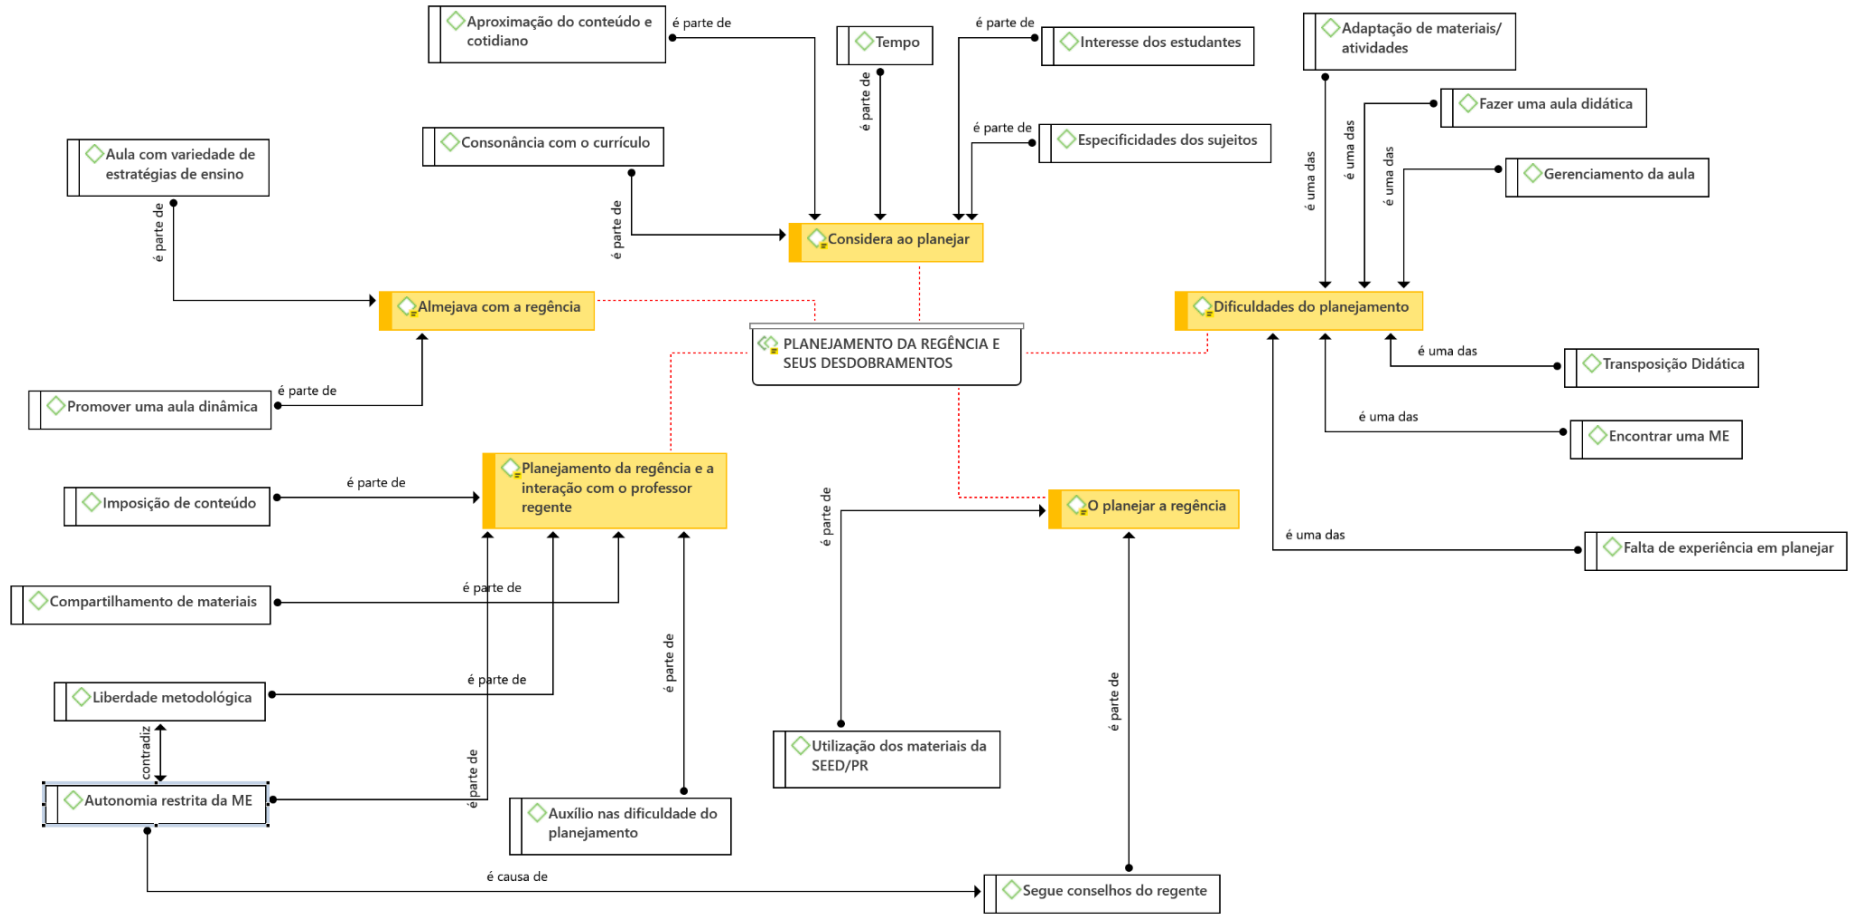 Aproximação do conteúdo e
cotidiano
é parte de
Tempo
é parte de
é parte de
Interesse dos estudantes
Adaptação de materiais/
atividades
é uma das
Fazer uma aula didática
é uma das
Consonância com o currículo
é parte de
é parte de
Especificidades dos sujeitos
Gerenciamento da aula
é uma das
Aula com variedade de
estratégias de ensino
é parte de
Considera ao planejar
Almejava com a regência
Dificuldades do planejamento
PLANEJAMENTO DA REGÊNCIA E
SEUS DESDOBRAMENTOS
é uma das
Transposição Didática
Promover uma aula dinâmica
é parte de
é uma das
Encontrar uma ME
Planejamento da regência e a
interação com o professor
regente
Imposição de conteúdo
é parte de
O planejar a regência
é parte de
é uma das
Falta de experiência em planejar
Compartilhamento de materiais
é parte de
Liberdade metodológica
é parte de
é parte de
é parte de
contradiz
Utilização dos materiais da
SEED/PR
Autonomia restrita da ME
é parte de
Auxílio nas dificuldade do
planejamento
é causa de
Segue conselhos do regente